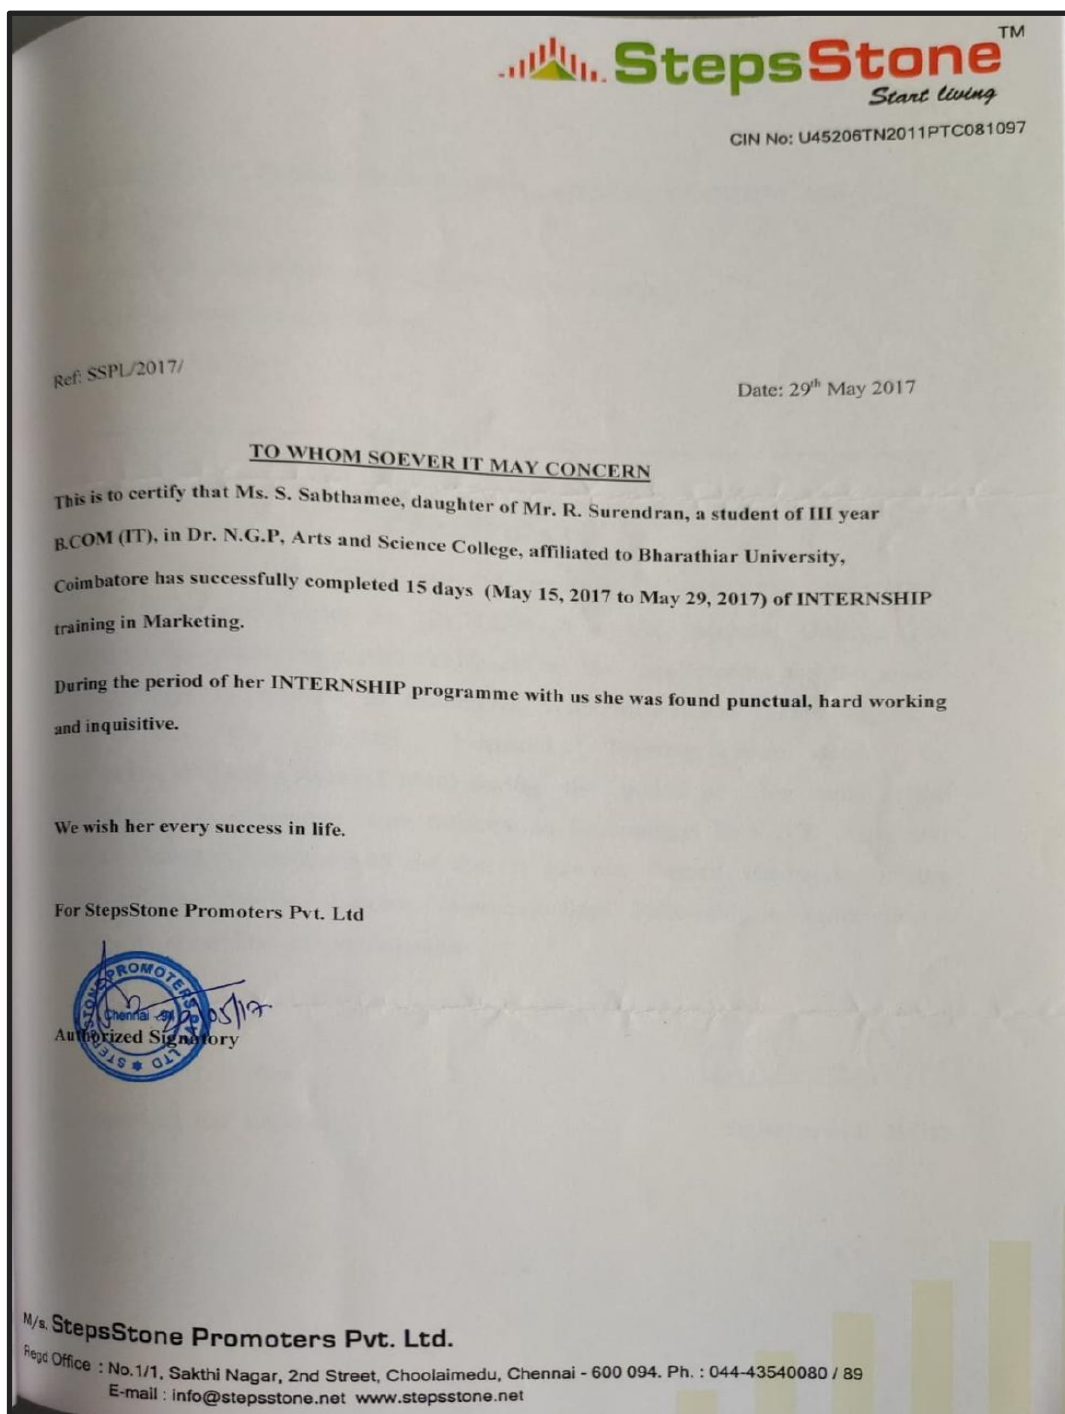 StepsStone TM
Start living
CIN No: U45206TN2011PTC081097
Ref: SSPL/2017/
Date: 29th May 2017
TO WHOM SOEVER IT MAY CONCERN
This is to certify that Ms. S. Sabthamee, daughter of Mr. R. Surendran, a student of III year
B.COM (IT), in Dr. N.G.P, Arts and Science College, affiliated to Bharathiar University,
Coimbatore has successfully completed 15 days (May 15, 2017 to May 29, 2017) of INTERNSHIP
training in Marketing.
During the period of her INTERNSHIP programme with us she was found punctual, hard working
and inquisitive.
We wish her every success in life.
For StepsStone Promoters Pvt. Ltd
STEPSSTONE PROMOTERS PVT LTD
Chennai -94
/05/17
Authorized Signatory
M/s. StepsStone Promoters Pvt. Ltd.
Regd Office : No.1/1, Sakthi Nagar, 2nd Street, Choolaimedu, Chennai - 600 094. Ph. : 044-43540080 / 89
E-mail : info@stepsstone.net www.stepsstone.net